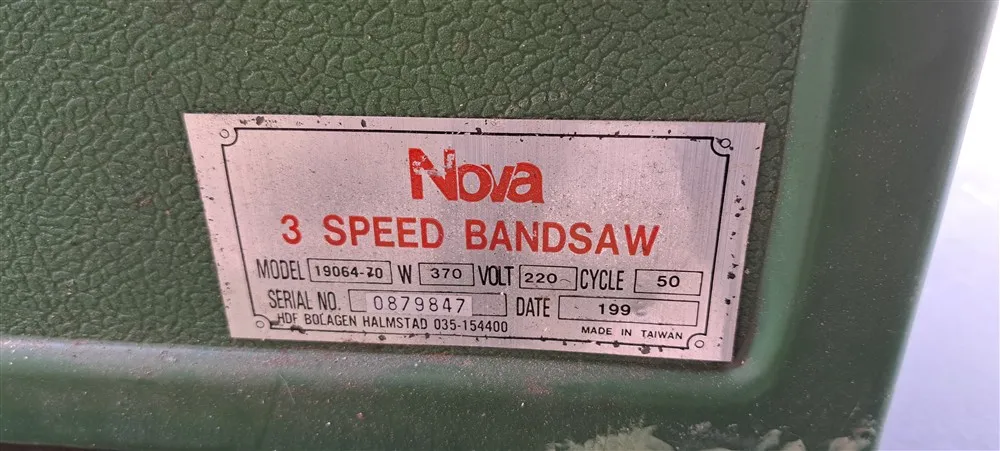 Nova
3 SPEED BANDSAW
MODEL 19064-70 W 370 VOLT 220~ CYCLE 50
SERIAL NO. 0879847 DATE 199
HDF BOLAGEN HALMSTAD 035-154400
MADE IN TAIWAN